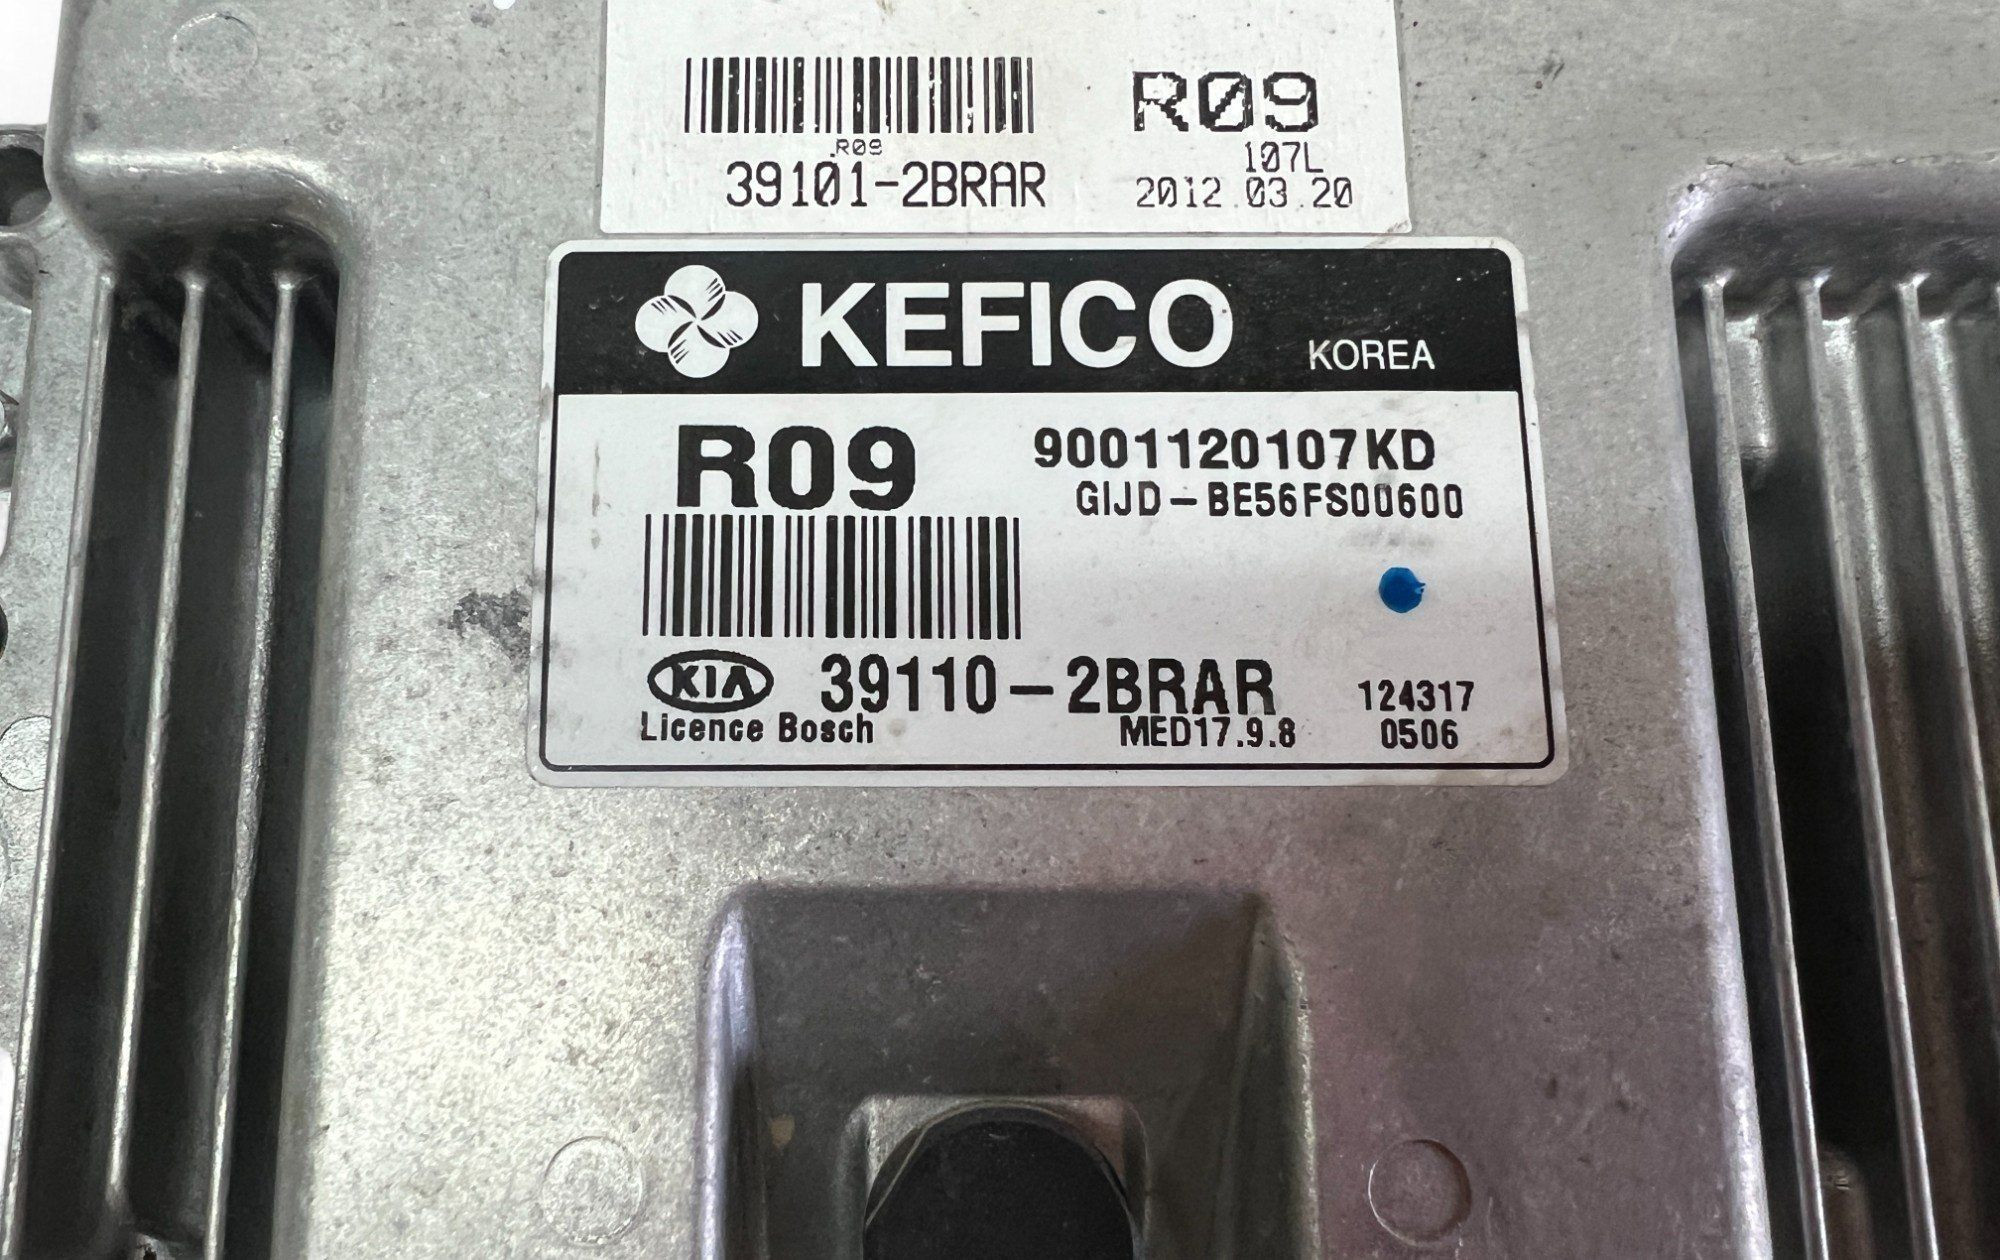 R09
107L
R09
39101-2BRAR
2012.03.20
KEFICO
KOREA
R09
9001120107KD
GIJD-BE56FS00600
KIA
39110-2BRAR
124317
Licence Bosch
MED17.9.8
0506